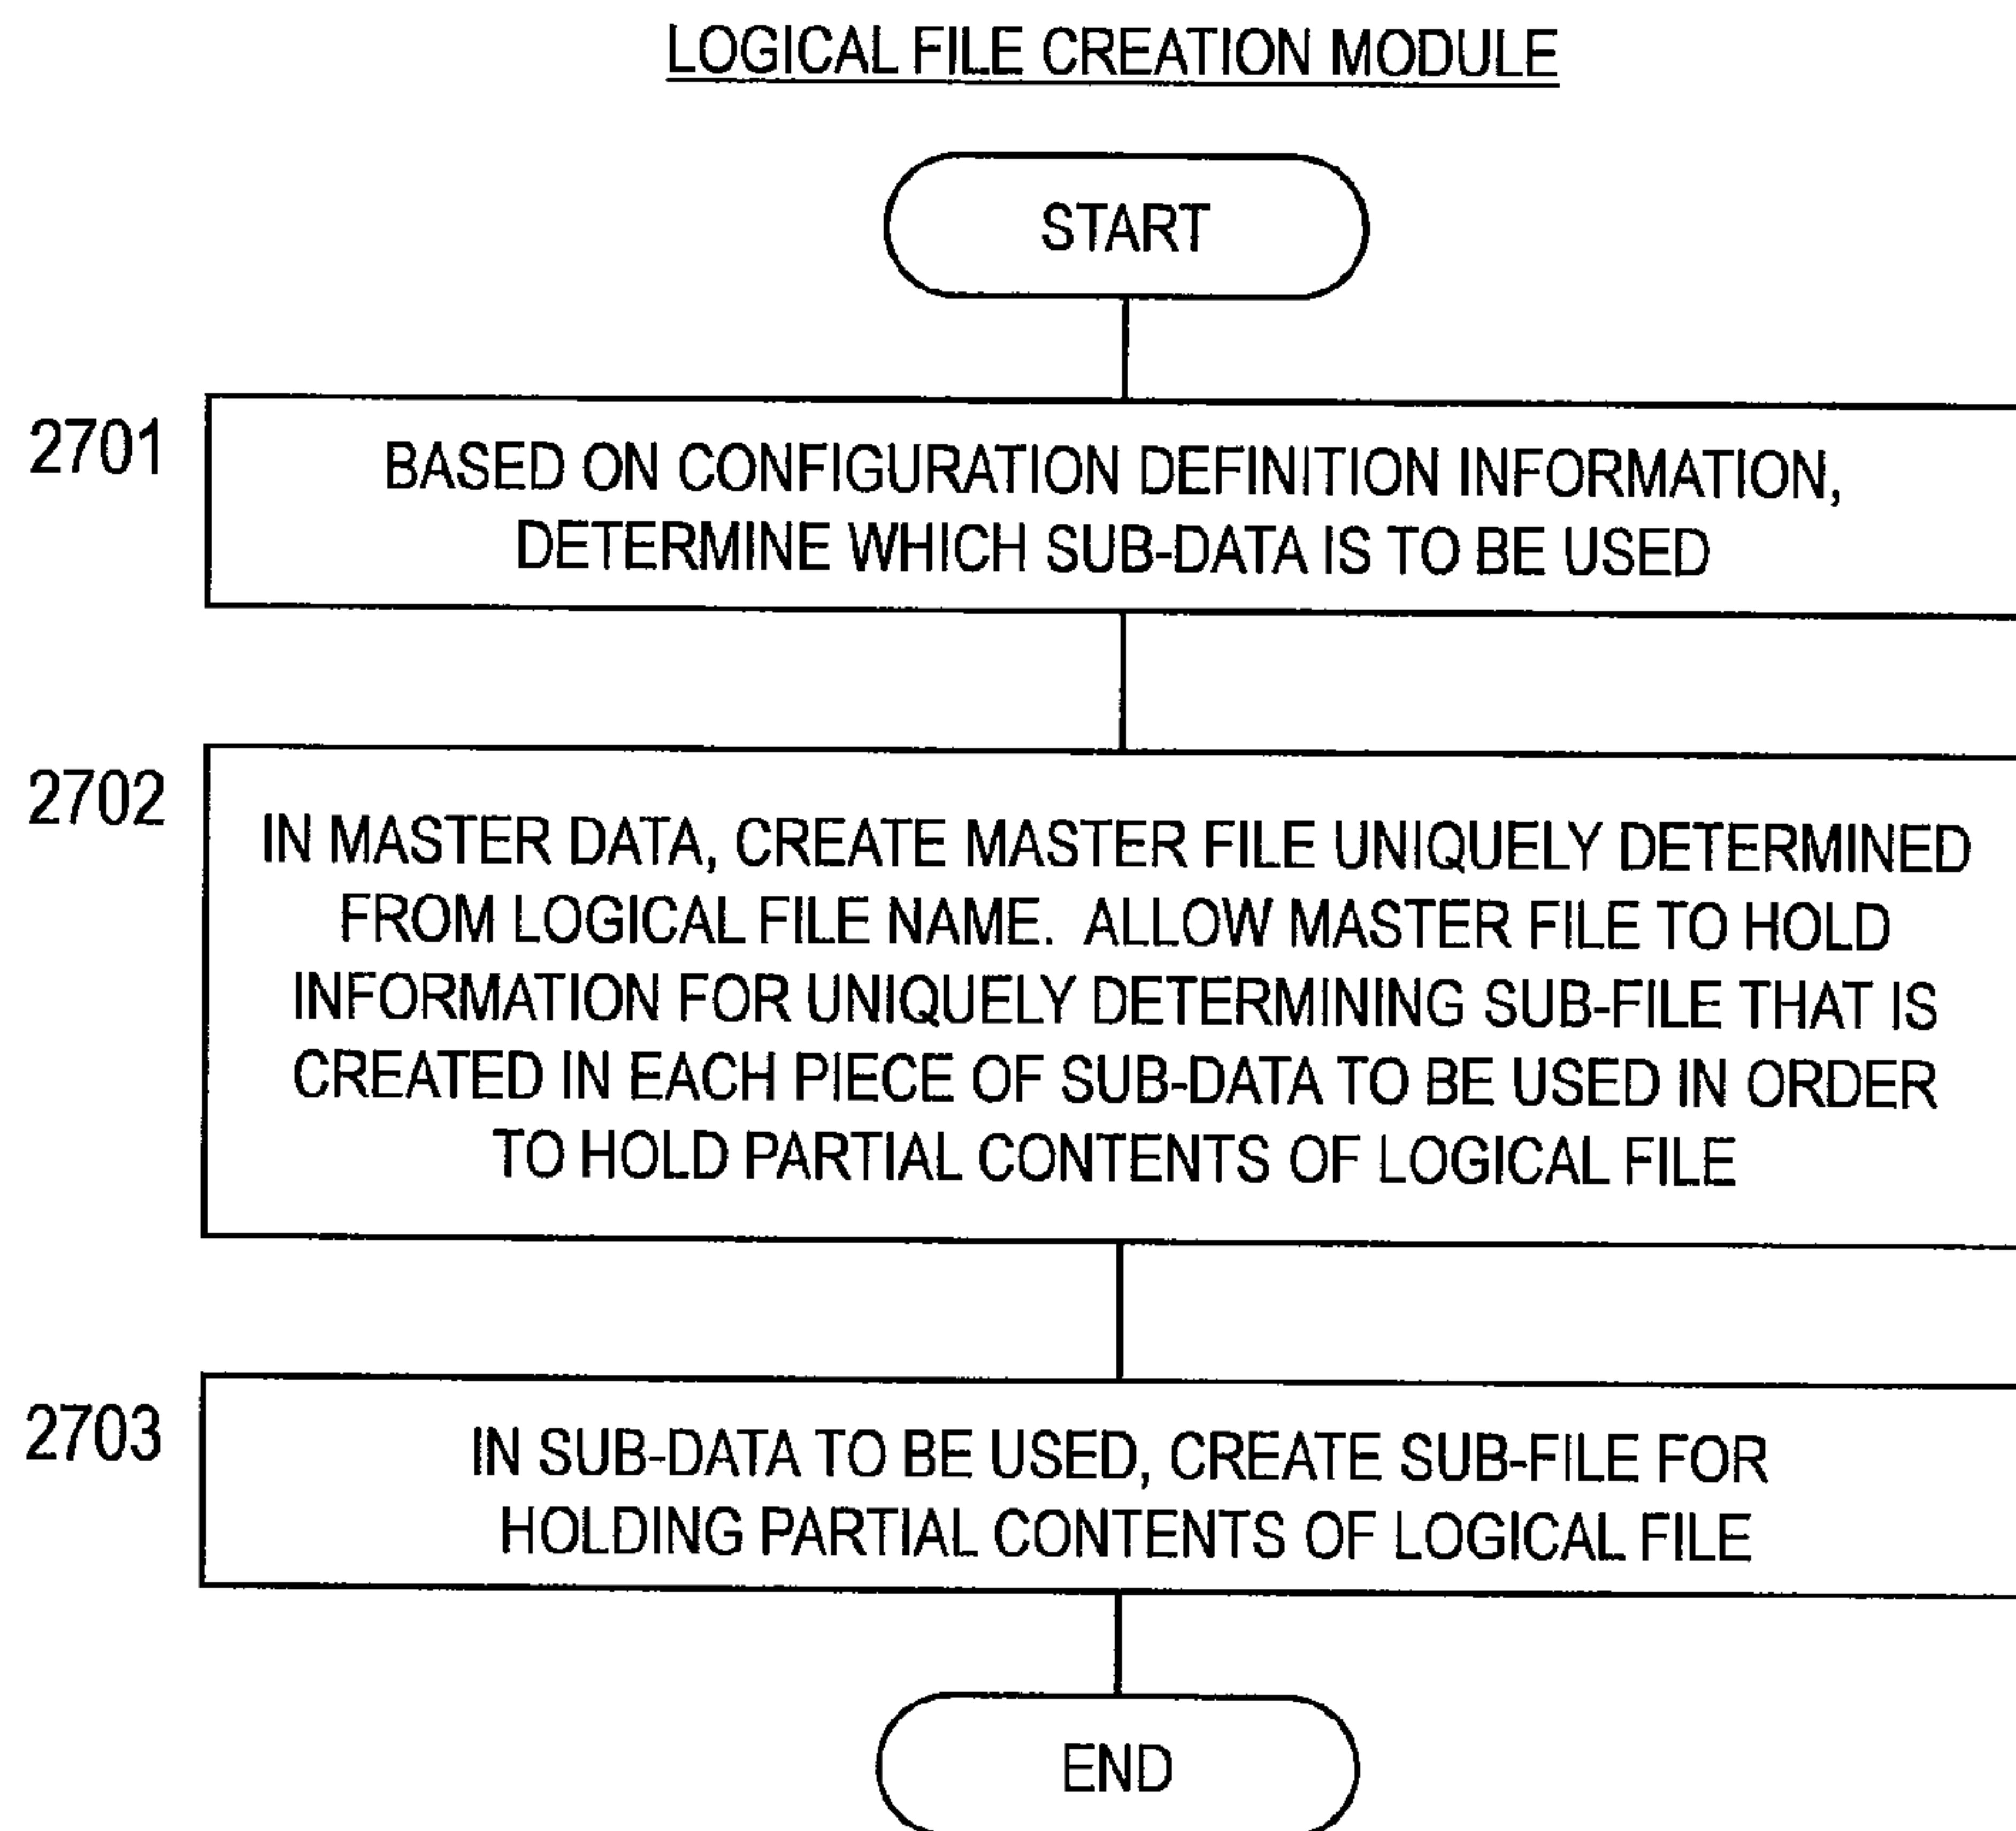 LOGICAL FILE CREATION MODULE
START
2701
BASED ON CONFIGURATION DEFINITION INFORMATION,
DETERMINE WHICH SUB-DATA IS TO BE USED
2702
IN MASTER DATA, CREATE MASTER FILE UNIQUELY DETERMINED
FROM LOGICAL FILE NAME. ALLOW MASTER FILE TO HOLD
INFORMATION FOR UNIQUELY DETERMINING SUB-FILE THAT IS
CREATED IN EACH PIECE OF SUB-DATA TO BE USED IN ORDER
TO HOLD PARTIAL CONTENTS OF LOGICAL FILE
2703
IN SUB-DATA TO BE USED, CREATE SUB-FILE FOR
HOLDING PARTIAL CONTENTS OF LOGICAL FILE
END